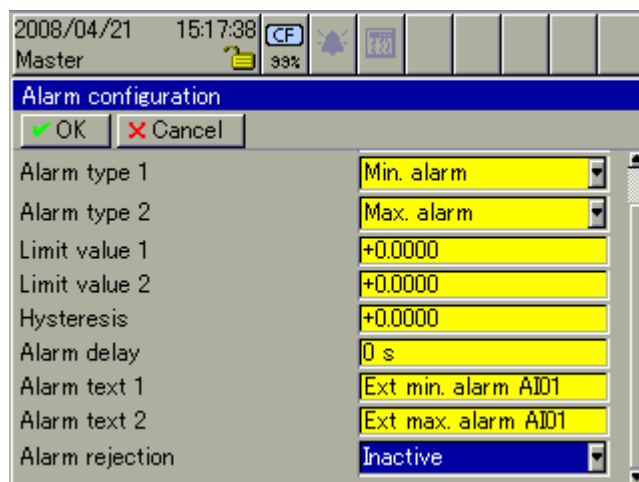 2008/04/21 15:17:38 CF
Master 99%
Alarm configuration
OK Cancel
Alarm type 1 Min. alarm
Alarm type 2 Max. alarm
Limit value 1 +0.0000
Limit value 2 +0.0000
Hysteresis +0.0000
Alarm delay 0 s
Alarm text 1 Ext min. alarm AI01
Alarm text 2 Ext max. alarm AI01
Alarm rejection Inactive